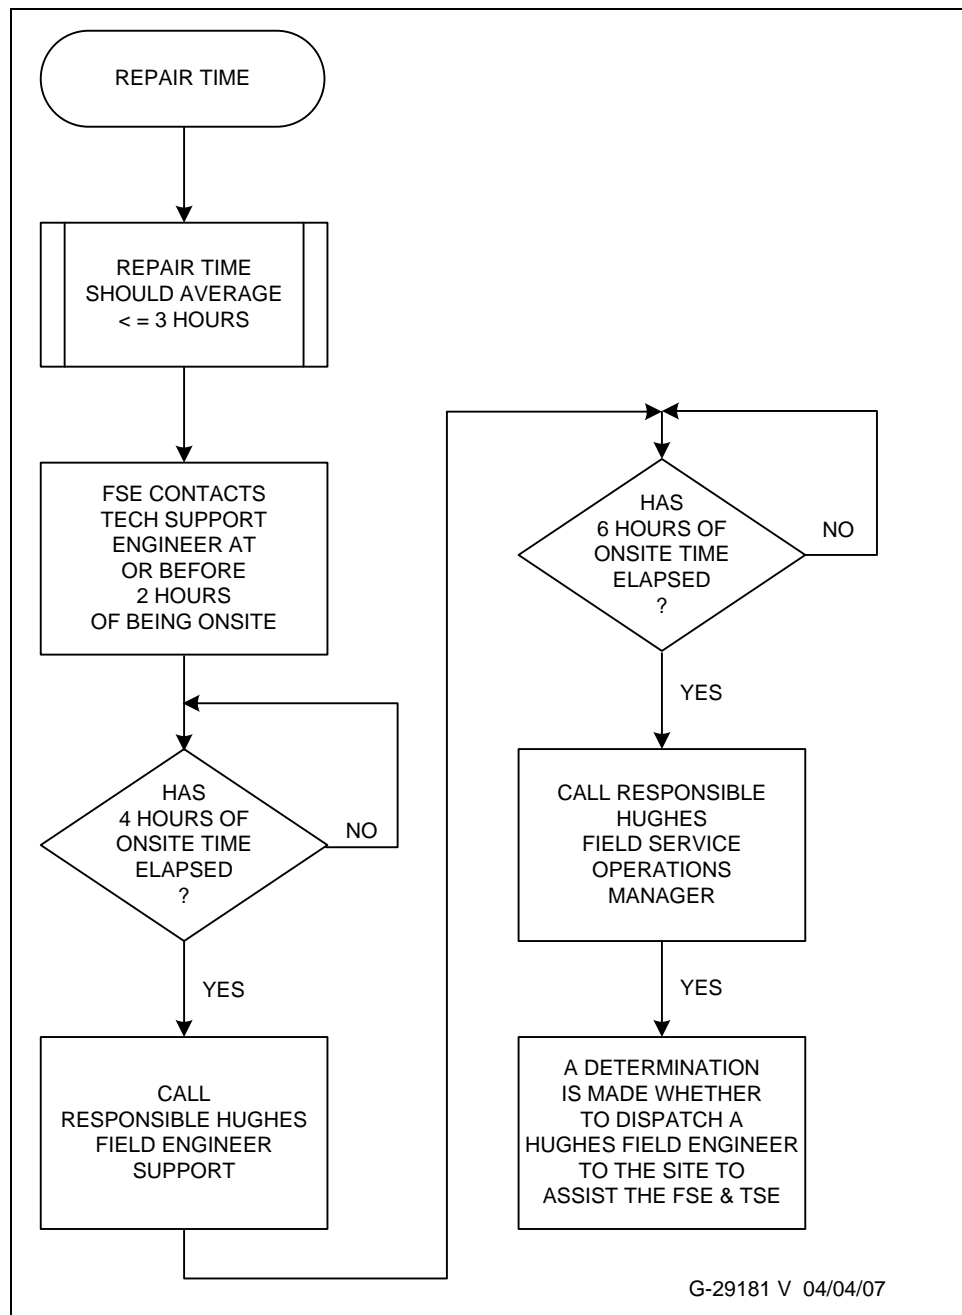 REPAIR TIME
REPAIR TIME
SHOULD AVERAGE
< = 3 HOURS
FSE CONTACTS
TECH SUPPORT
ENGINEER AT
OR BEFORE
2 HOURS
OF BEING ONSITE
HAS
4 HOURS OF
ONSITE TIME
ELAPSED
?
NO
YES
CALL
RESPONSIBLE HUGHES
FIELD ENGINEER
SUPPORT
HAS
6 HOURS OF
ONSITE TIME
ELAPSED
?
NO
YES
CALL RESPONSIBLE
HUGHES
FIELD SERVICE
OPERATIONS
MANAGER
YES
A DETERMINATION
IS MADE WHETHER
TO DISPATCH A
HUGHES FIELD ENGINEER
TO THE SITE TO
ASSIST THE FSE & TSE
G-29181 V 04/04/07